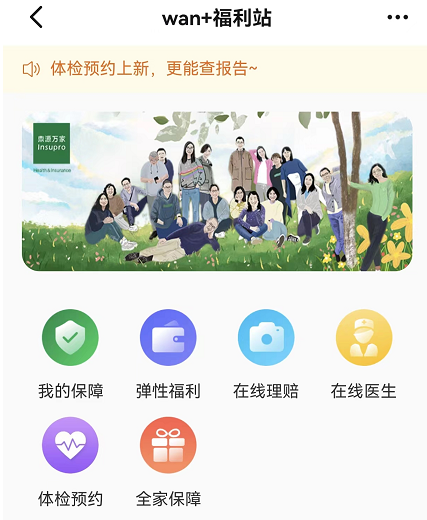 wan+福利站
体检预约上新，更能查报告~
燕源万家
Insupro
Health & Insurance
我的保障
弹性福利
在线理赔
在线医生
体检预约
全家保障